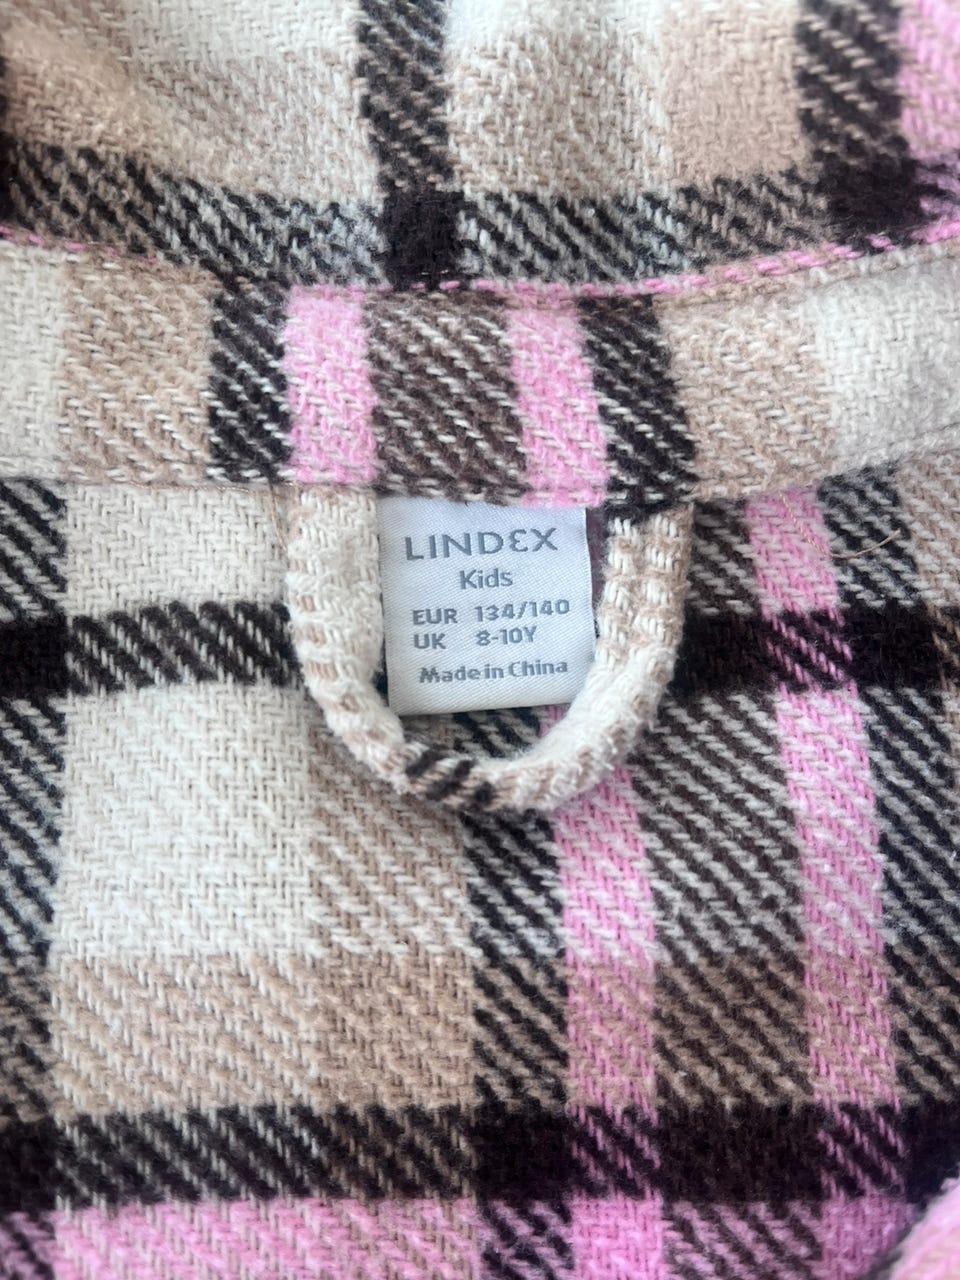 LINDEX
Kids
EUR 134/140
UK 8-10Y
Made in China